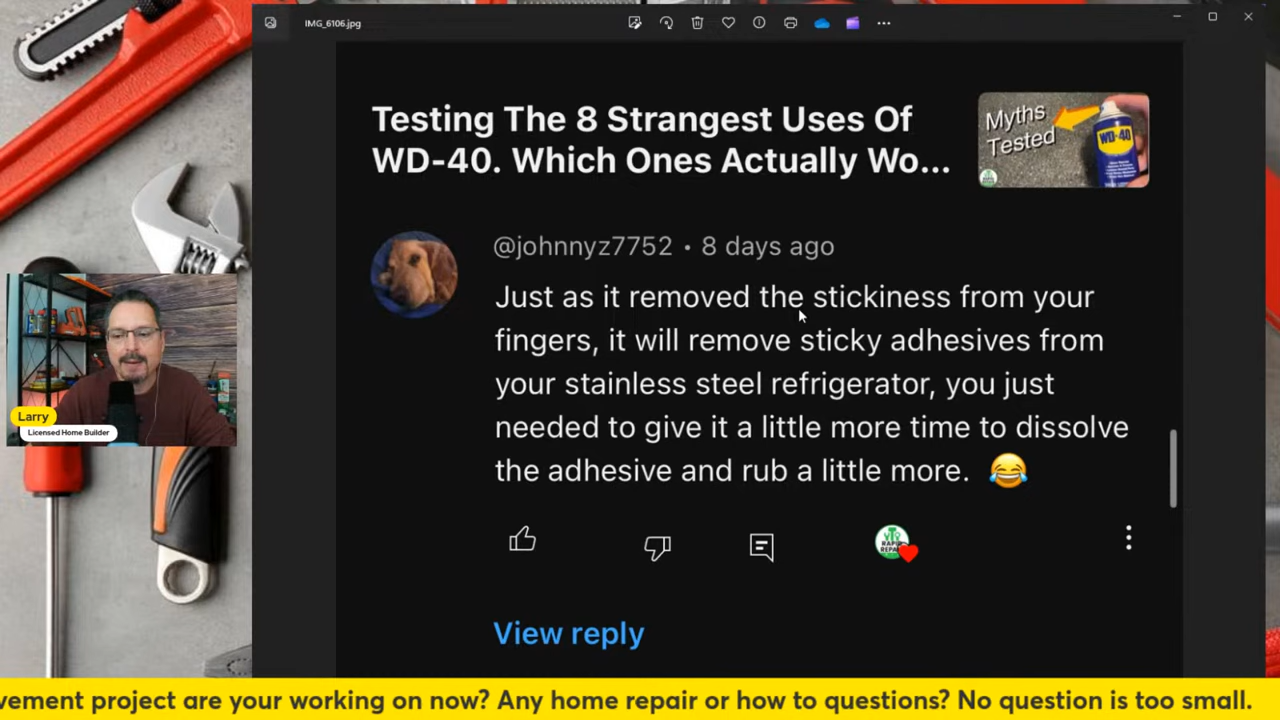 IMG_6106.jpg
Testing The 8 Strangest Uses Of
WD-40. Which Ones Actually Wo...
Myths
Tested
WD-40
@johnnyz7752 • 8 days ago
Just as it removed the stickiness from your
fingers, it will remove sticky adhesives from
your stainless steel refrigerator, you just
needed to give it a little more time to dissolve
the adhesive and rub a little more. 😂
RAPID
REPAIR
View reply
Larry
Licensed Home Builder
vement project are your working on now? Any home repair or how to questions? No question is too small.